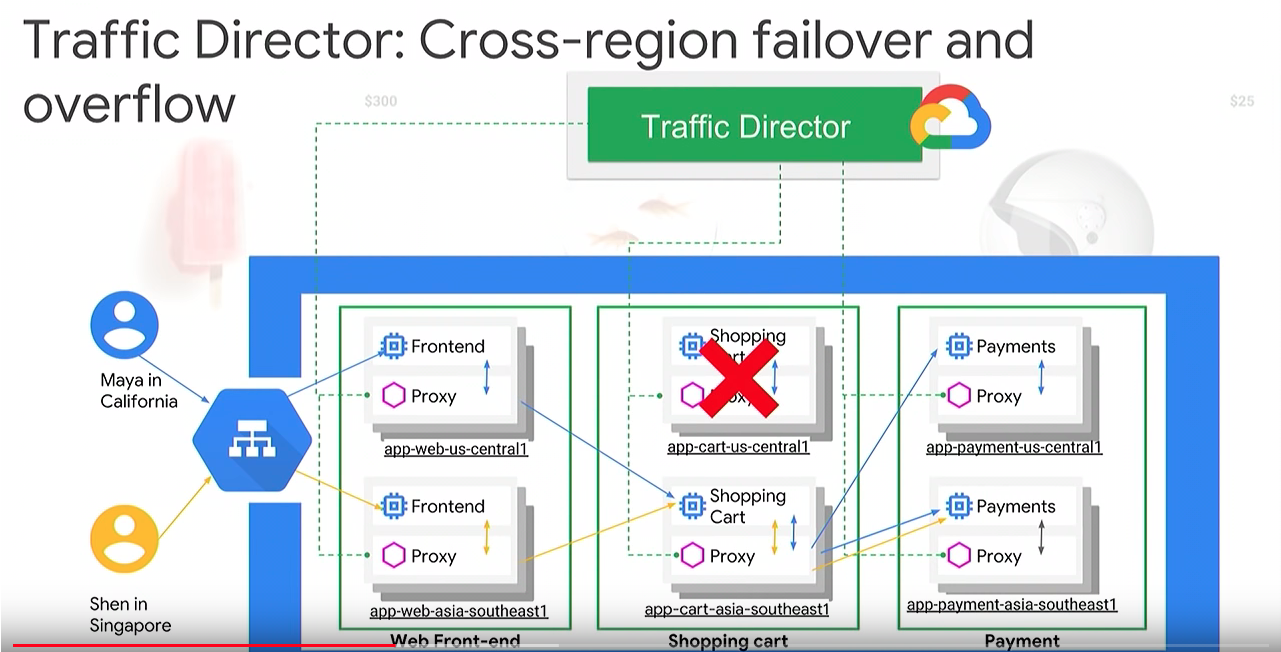 Traffic Director: Cross-region failover and
overflow
$300
$25
Traffic Director
Maya in
California
Shen in
Singapore
Frontend
Proxy
app-web-us-central1
Frontend
Proxy
app-web-asia-southeast1
Web Front-end
Shopping
app-cart-us-central1
Shopping
Cart
Proxy
app-cart-asia-southeast1
Shopping cart
Payments
Proxy
app-payment-us-central1
Payments
Proxy
app-payment-asia-southeast1
Payment